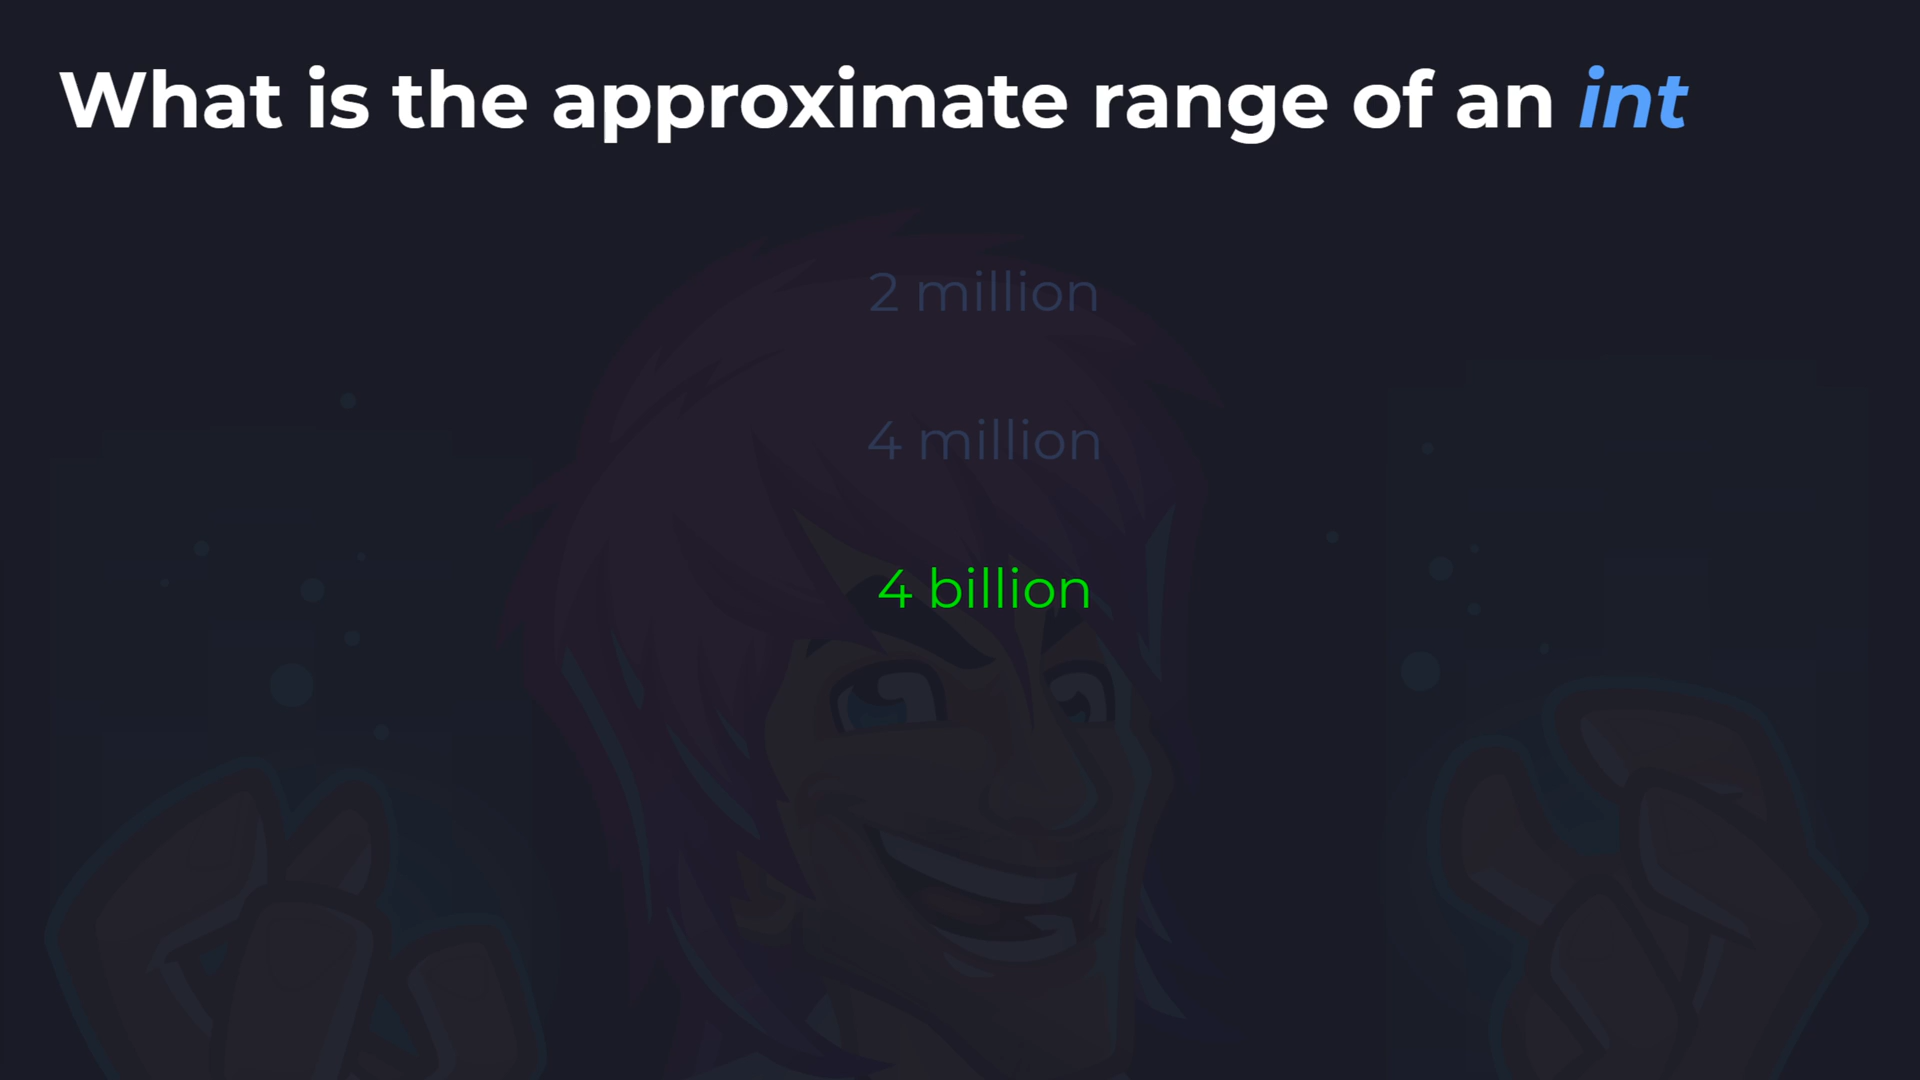 What is the approximate range of an int
2 million
4 million
4 billion